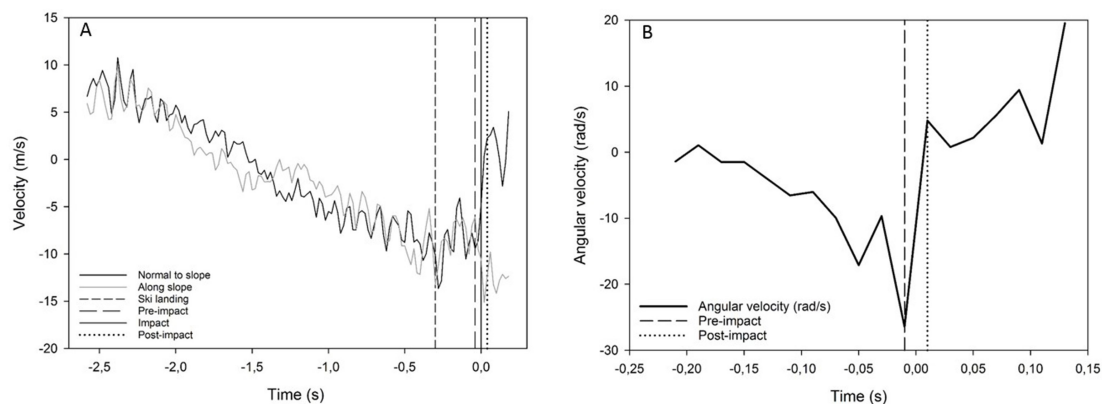 A
Velocity (m/s)
15
10
5
0
-5
-10
-15
-20
Normal to slope
Along slope
Ski landing
Pre-impact
Impact
Post-impact
-2,5
-2,0
-1,5
-1,0
-0,5
0,0
Time (s)
B
Angular velocity (rad/s)
20
10
0
-10
-20
-30
Angular velocity (rad/s)
Pre-impact
Post-impact
-0,25
-0,20
-0,15
-0,10
-0,05
0,00
0,05
0,10
0,15
Time (s)